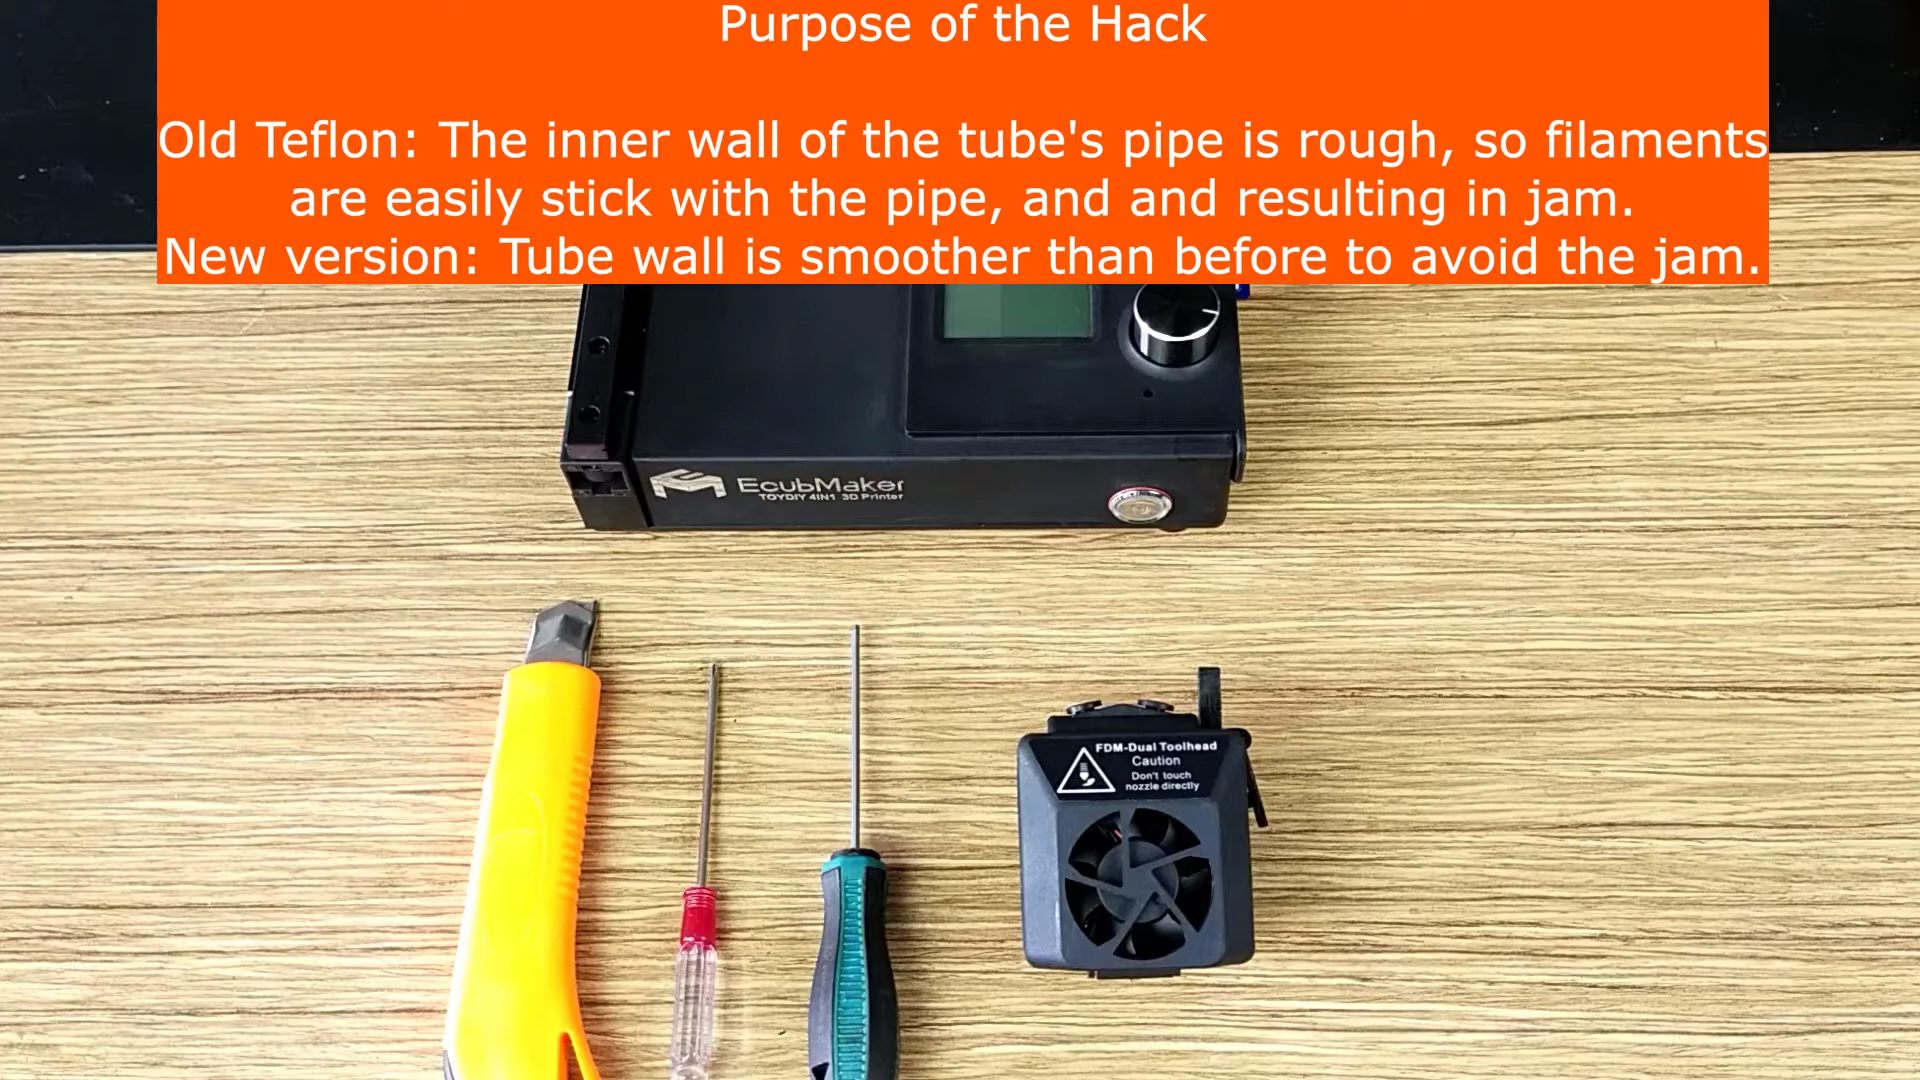 Purpose of the Hack
Old Teflon: The inner wall of the tube's pipe is rough, so filaments
are easily stick with the pipe, and and resulting in jam.
New version: Tube wall is smoother than before to avoid the jam.
EcubMaker
TOYDIY 4IN1 3D Printer
FDM-Dual Toolhead
Caution
Don't touch
nozzle directly